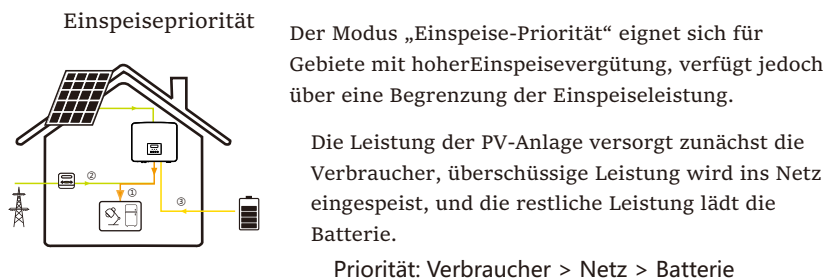 Einspeisepriorität
Der Modus „Einspeise-Priorität“ eignet sich für
Gebiete mit hoherEinspeisevergütung, verfügt jedoch
über eine Begrenzung der Einspeiseleistung.
Die Leistung der PV-Anlage versorgt zunächst die
Verbraucher, überschüssige Leistung wird ins Netz
eingespeist, und die restliche Leistung lädt die
Batterie.
Priorität: Verbraucher > Netz > Batterie
②
①
③